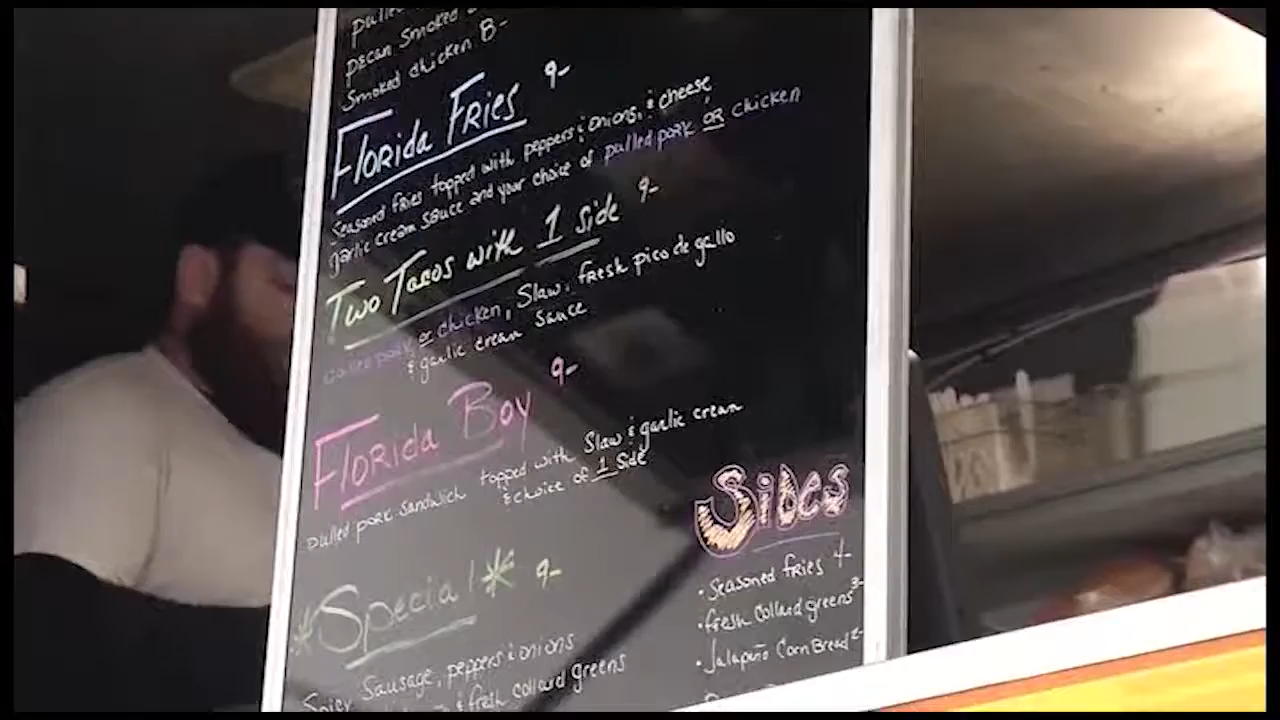 pulled
pecan smoked
smoked chicken 8-
Florida Fries 9-
Seasoned fries topped with peppers & onions, & cheese
garlic cream sauce and your choice of pulled pork OR chicken
Two Tacos with 1 side 9-
pulled pork or chicken, Slaw, fresh pico de gallo
& garlic cream sauce
Florida Boy 9-
pulled pork sandwich topped with Slaw & garlic cream
& choice of 1 side
*Special* 9-
Spicy Sausage, peppers & onions
& fresh collard greens
Sides
• Seasoned fries 4-
• fresh Collard greens 3-
• Jalapeño Corn Bread 2-